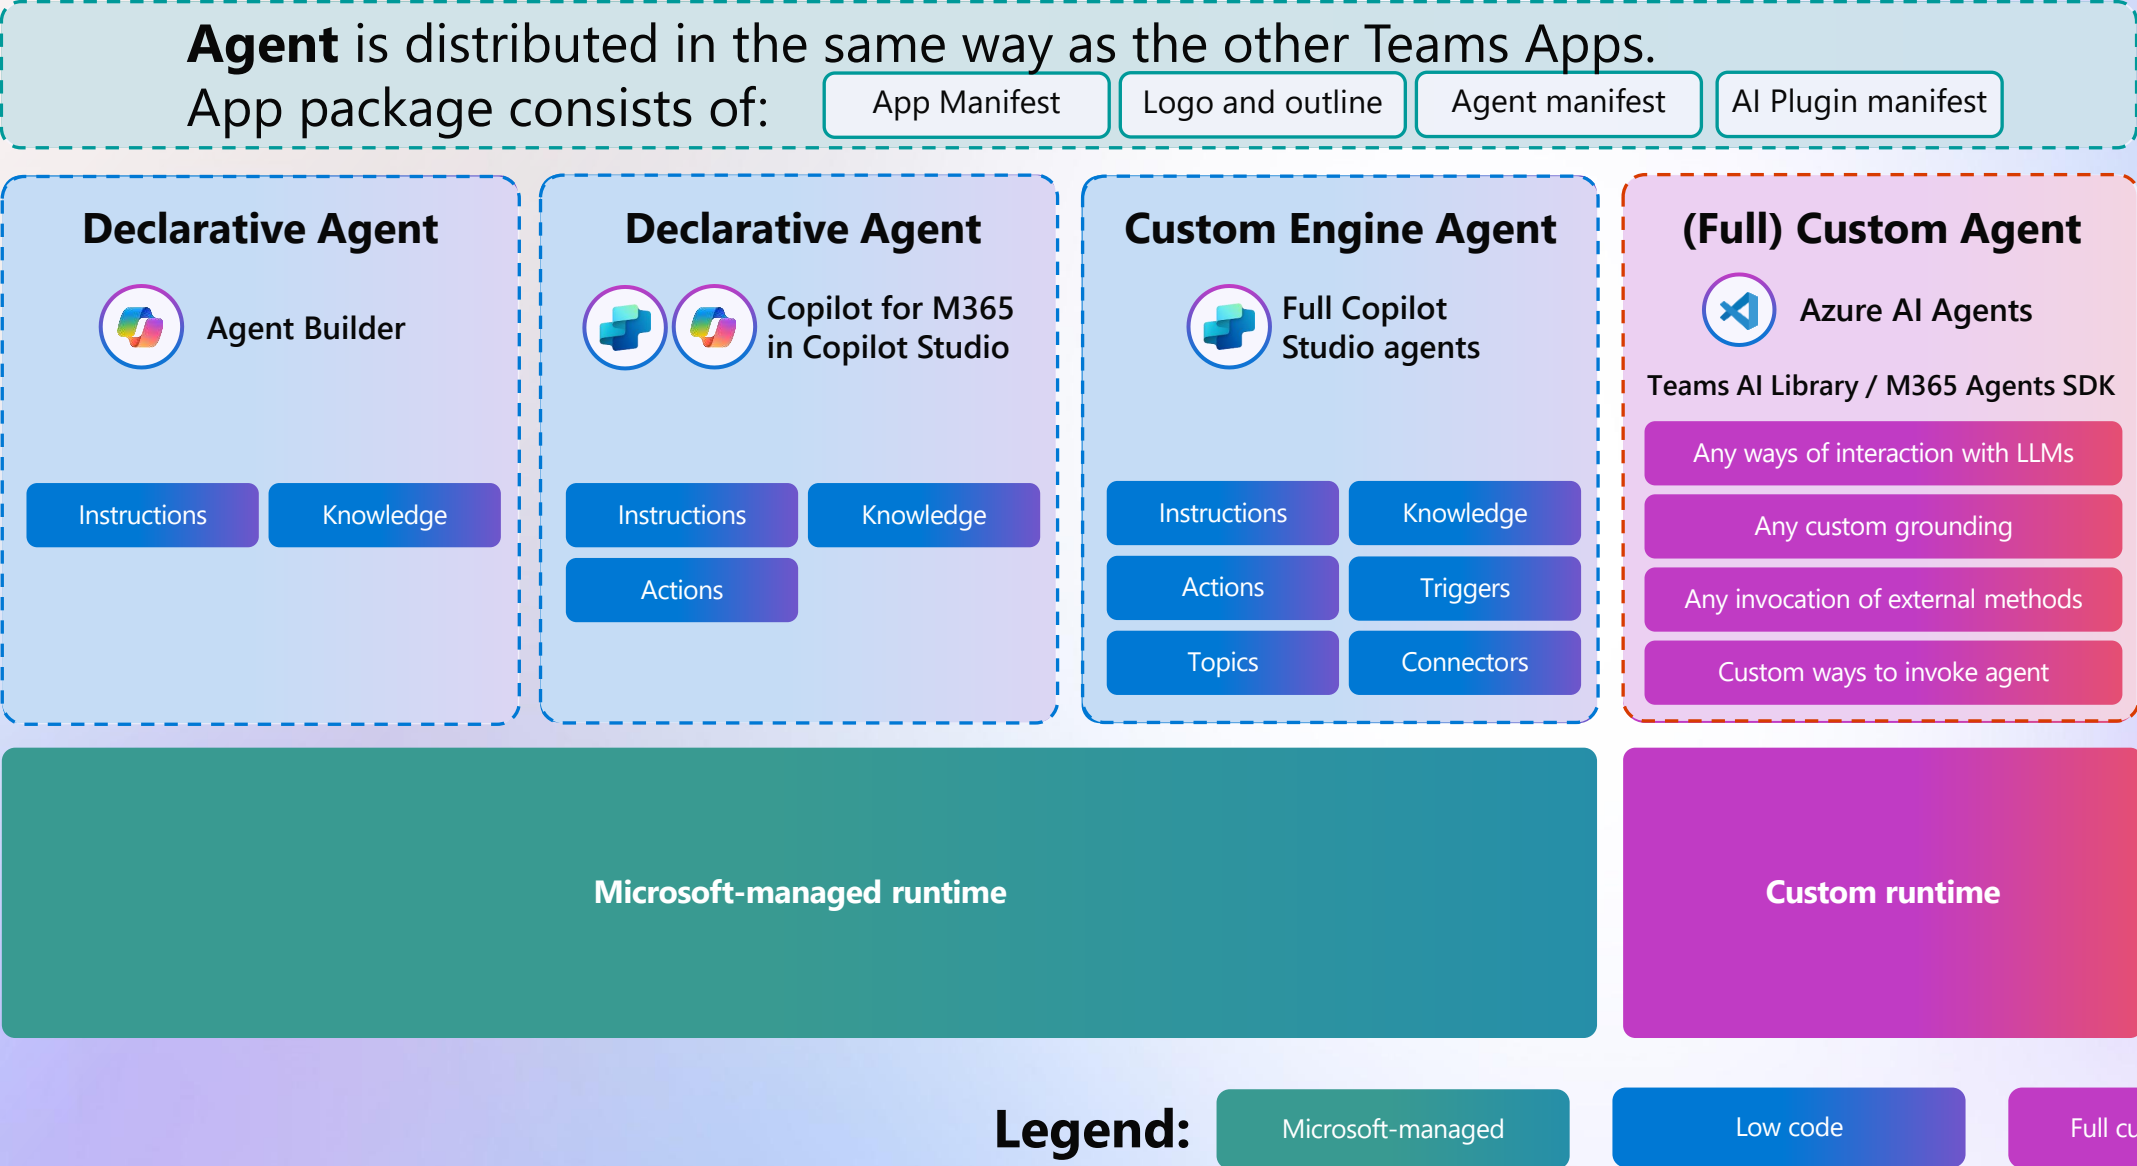 Agent is distributed in the same way as the other Teams Apps.
App package consists of:
App Manifest
Logo and outline
Agent manifest
AI Plugin manifest
Declarative Agent
Agent Builder
Instructions
Knowledge
Declarative Agent
Copilot for M365
in Copilot Studio
Instructions
Knowledge
Actions
Custom Engine Agent
Full Copilot
Studio agents
Instructions
Knowledge
Actions
Triggers
Topics
Connectors
(Full) Custom Agent
Azure AI Agents
Teams AI Library / M365 Agents SDK
Any ways of interaction with LLMs
Any custom grounding
Any invocation of external methods
Custom ways to invoke agent
Microsoft-managed runtime
Custom runtime
Legend:
Microsoft-managed
Low code
Full